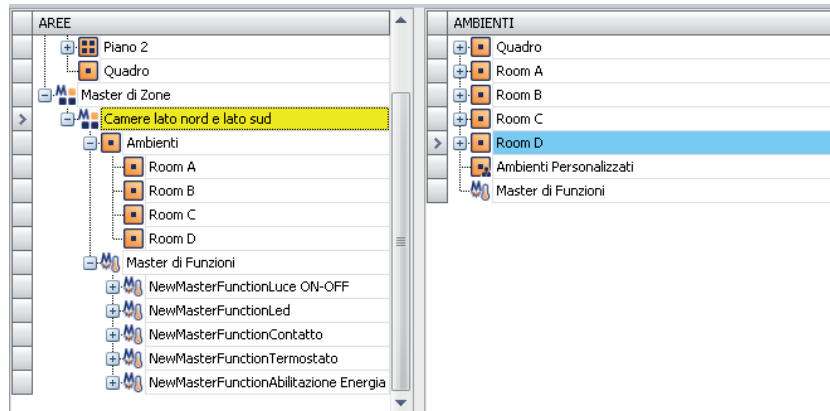 AREE
Piano 2
Quadro
Master di Zone
Camere lato nord e lato sud
Ambienti
Room A
Room B
Room C
Room D
Master di Funzioni
NewMasterFunctionLuce ON-OFF
NewMasterFunctionLed
NewMasterFunctionContatto
NewMasterFunctionTermostato
NewMasterFunctionAbilitazione Energia
AMBIENTI
Quadro
Room A
Room B
Room C
Room D
Ambienti Personalizzati
Master di Funzioni